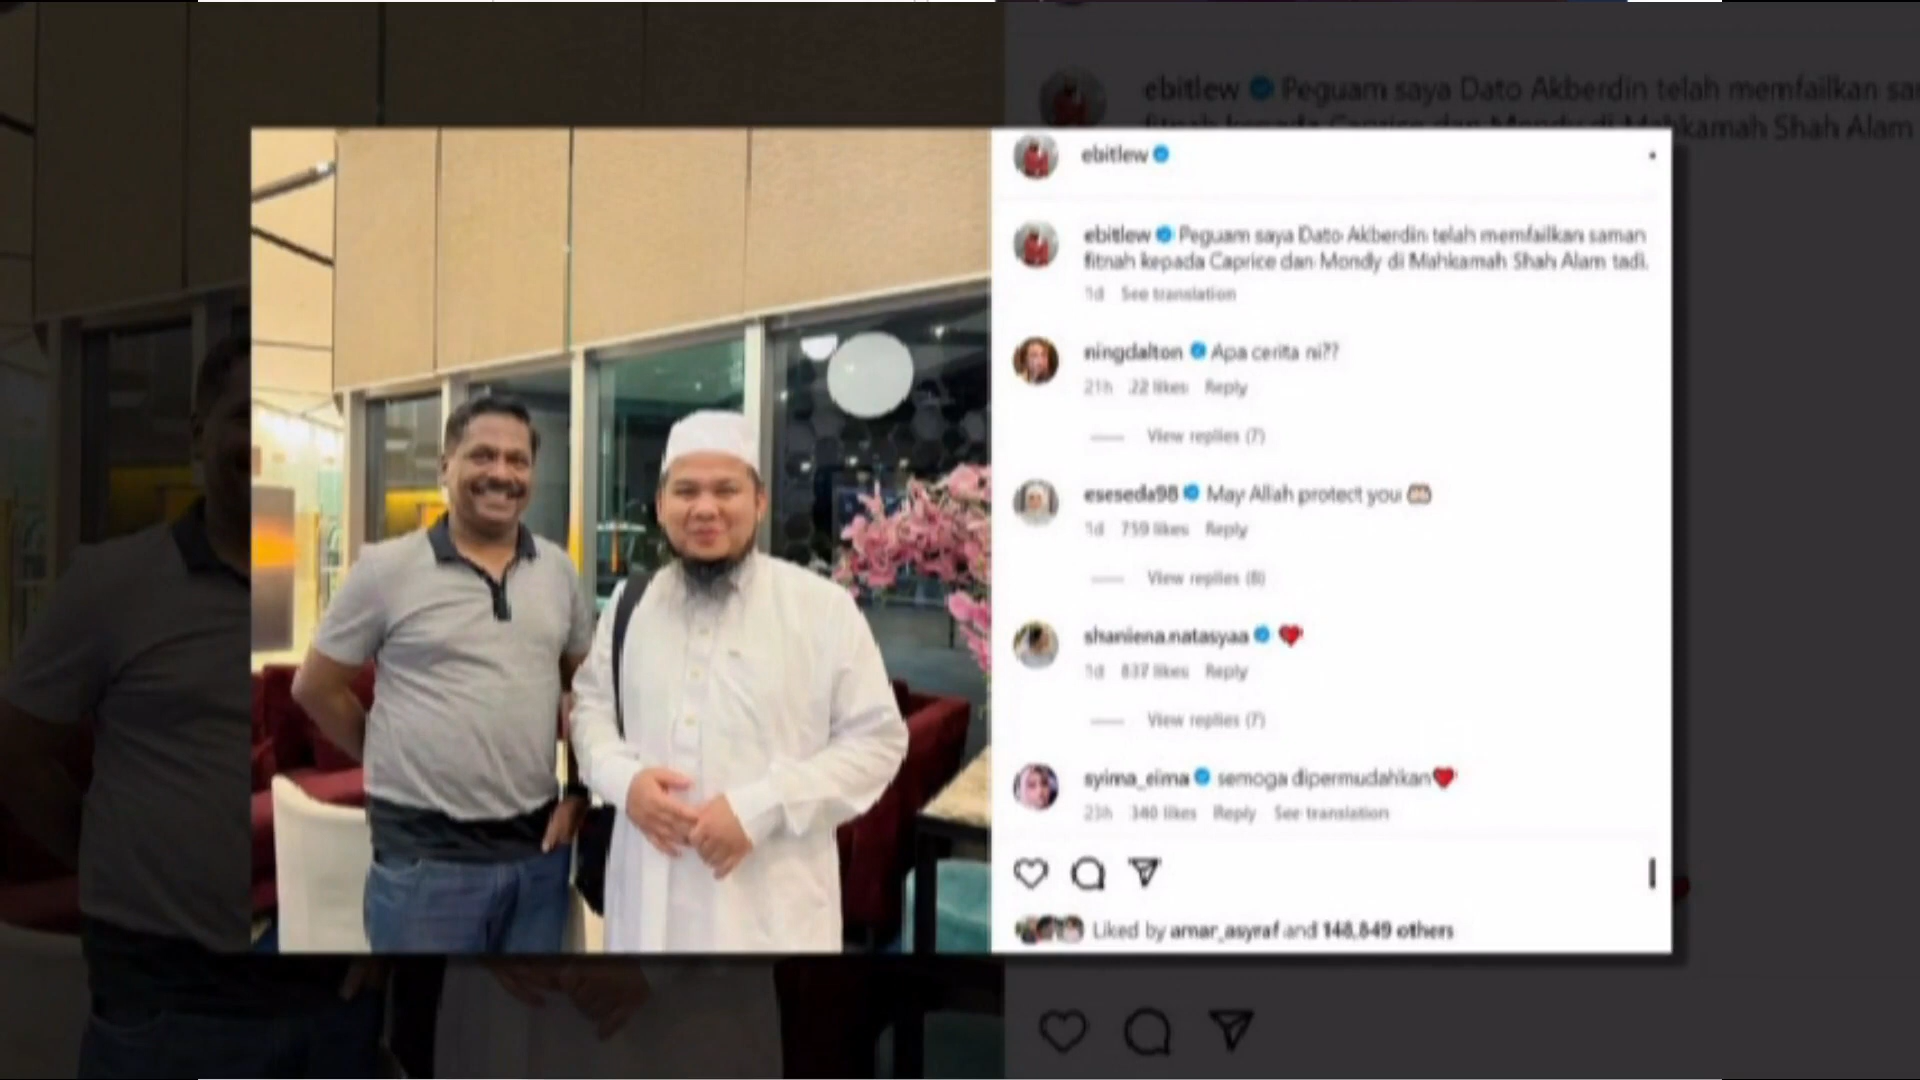 ebitlew Peguam saya Dato Akberdin telah memfailkan
Mahkamah Shah Alam
ebitlew
ebitlew Peguam saya Dato Akberdin telah memfailkan saman
fitnah kepada Caprice dan Mondy di Mahkamah Shah Alam tadi.
1d See translation
ningdalton Apa cerita ni??
21h 22 likes Reply
View replies (7)
eseseda98 May Allah protect you
1d 759 likes Reply
View replies (8)
shaniena.natasyaa
1d 837 likes Reply
View replies (7)
syima_eima semoga dipermudahkan
23h 340 likes Reply See translation
Liked by amar_asyraf and 148,849 others